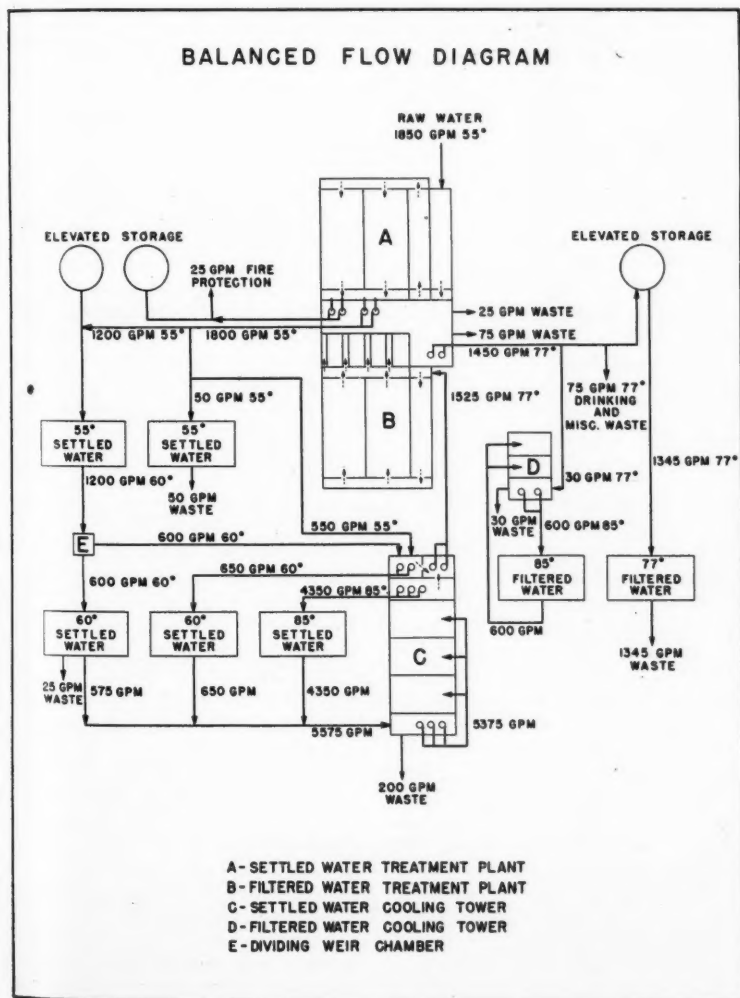 BALANCED FLOW DIAGRAM
RAW WATER
1850 GPM 55°
A
ELEVATED STORAGE
ELEVATED STORAGE
25 GPM FIRE
PROTECTION
25 GPM WASTE
75 GPM WASTE
1200 GPM 55°
1800 GPM 55°
1450 GPM 77°
50 GPM 55°
1525 GPM 77°
75 GPM 77°
DRINKING
AND
MISC. WASTE
B
55°
SETTLED
WATER
55°
SETTLED
WATER
D
1345 GPM 77°
30 GPM 77°
1200 GPM 60°
50 GPM
WASTE
30 GPM
WASTE
600 GPM 85°
E
600 GPM 60°
550 GPM 55°
85°
FILTERED
WATER
77°
FILTERED
WATER
600 GPM 60°
650 GPM 60°
4350 GPM 85°
60°
SETTLED
WATER
60°
SETTLED
WATER
85°
SETTLED
WATER
600 GPM
C
1345 GPM
WASTE
25 GPM
WASTE
575 GPM
650 GPM
4350 GPM
5575 GPM
5375 GPM
200 GPM
WASTE
A-SETTLED WATER TREATMENT PLANT
B-FILTERED WATER TREATMENT PLANT
C-SETTLED WATER COOLING TOWER
D-FILTERED WATER COOLING TOWER
E-DIVIDING WEIR CHAMBER